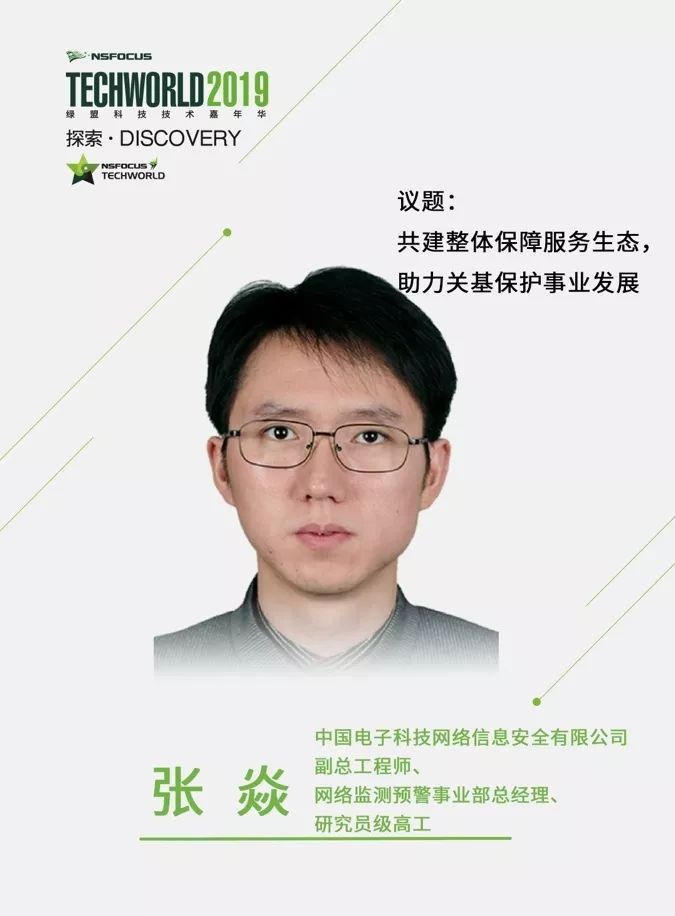 NSFOCUS
TECHWORLD2019
绿盟科技技术嘉年华
探索·DISCOVERY
NSFOCUS
TECHWORLD
议题：
共建整体保障服务生态，
助力关基保护事业发展
中国电子科技网络信息安全有限公司
副总工程师、
网络监测预警事业部总经理、
研究员级高工
张焱